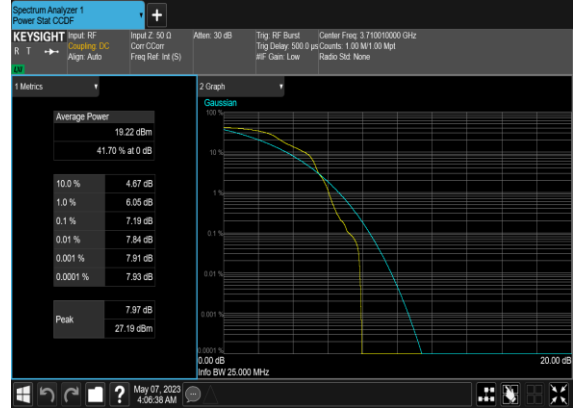 Spectrum Analyzer 1
Power Stat CCDF
KEYSIGHT
R T
LM
Input: RF
Coupling: DC
Align: Auto
Input Z: 50 Ω
Corr CCorr
Freq Ref: Int (S)
Atten: 30 dB
Trig: RF Burst
Trig Delay: 500.0 µs
#IF Gain: Low
Center Freq: 3.710010000 GHz
Counts: 1.00 M/1.00 Mpt
Radio Std: None
1 Metrics
Average Power
19.22 dBm
41.70 % at 0 dB
10.0 % 4.67 dB
1.0 % 6.05 dB
0.1 % 7.19 dB
0.01 % 7.84 dB
0.001 % 7.91 dB
0.0001 % 7.93 dB
Peak
7.97 dB
27.19 dBm
2 Graph
Gaussian
100 %
10 %
1 %
0.1 %
0.01 %
0.001 %
0.0001 %
0.00 dB 20.00 dB
Info BW 25.000 MHz
?
May 07, 2023
4:06:38 AM